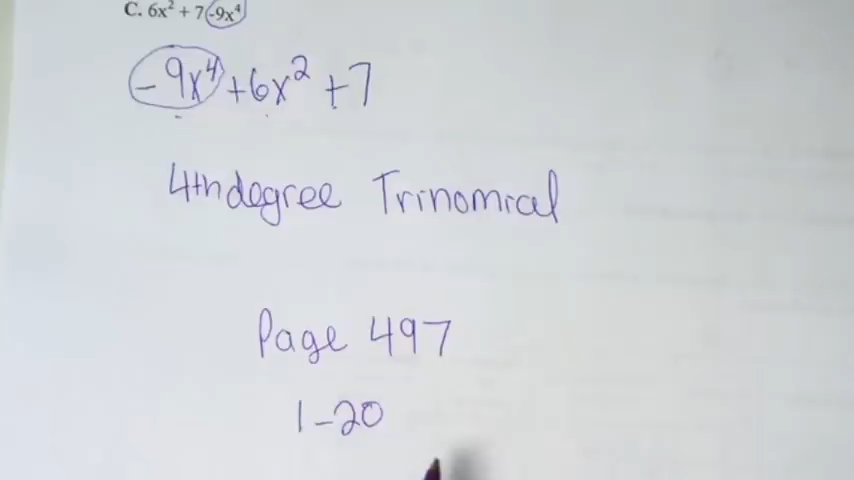 C. 6x² + 7 -9x⁴
-9x⁴ +6x² +7
4th degree Trinomial
Page 497
1-20